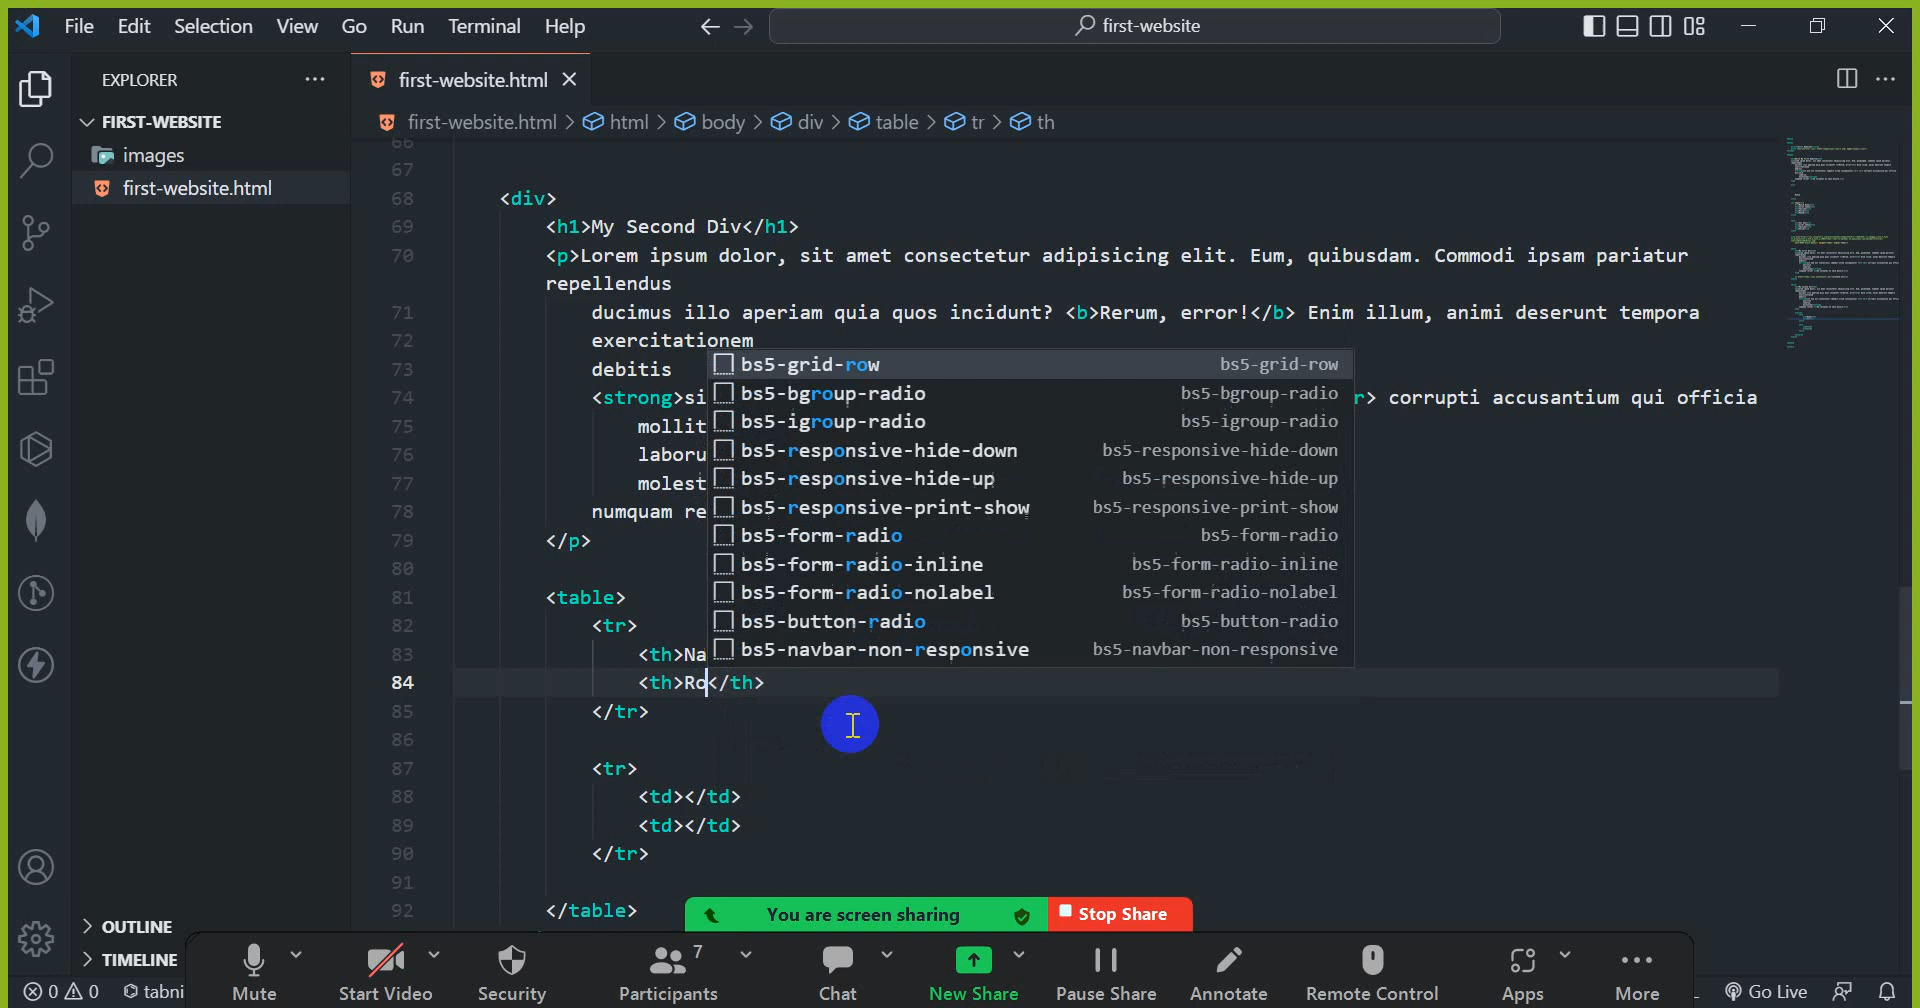 File Edit Selection View Go Run Terminal Help
first-website
EXPLORER
first-website.html
FIRST-WEBSITE
first-website.html > html > body > div > table > tr > th
images
first-website.html
66
67
68 <div>
69 <h1>My Second Div</h1>
70 <p>Lorem ipsum dolor, sit amet consectetur adipisicing elit. Eum, quibusdam. Commodi ipsam pariatur
repellendus
71 ducimus illo aperiam quia quos incidunt? <b>Rerum, error!</b> Enim illum, animi deserunt tempora
72 exercitationem
73 debitis
74 <strong>si r> corrupti accusantium qui officia
75 mollit
76 laboru
77 molest
78 numquam re
79 </p>
80
81 <table>
82 <tr>
83 <th>Na
84 <th>Ro</th>
85 </tr>
86
87 <tr>
88 <td></td>
89 <td></td>
90 </tr>
91
92 </table>
bs5-grid-row bs5-grid-row
bs5-bgroup-radio bs5-bgroup-radio
bs5-igroup-radio bs5-igroup-radio
bs5-responsive-hide-down bs5-responsive-hide-down
bs5-responsive-hide-up bs5-responsive-hide-up
bs5-responsive-print-show bs5-responsive-print-show
bs5-form-radio bs5-form-radio
bs5-form-radio-inline bs5-form-radio-inline
bs5-form-radio-nolabel bs5-form-radio-nolabel
bs5-button-radio bs5-button-radio
bs5-navbar-non-responsive bs5-navbar-non-responsive
OUTLINE
TIMELINE
You are screen sharing Stop Share
7
Mute Start Video Security Participants Chat New Share Pause Share Annotate Remote Control Apps More
0 0 tabni
Go Live